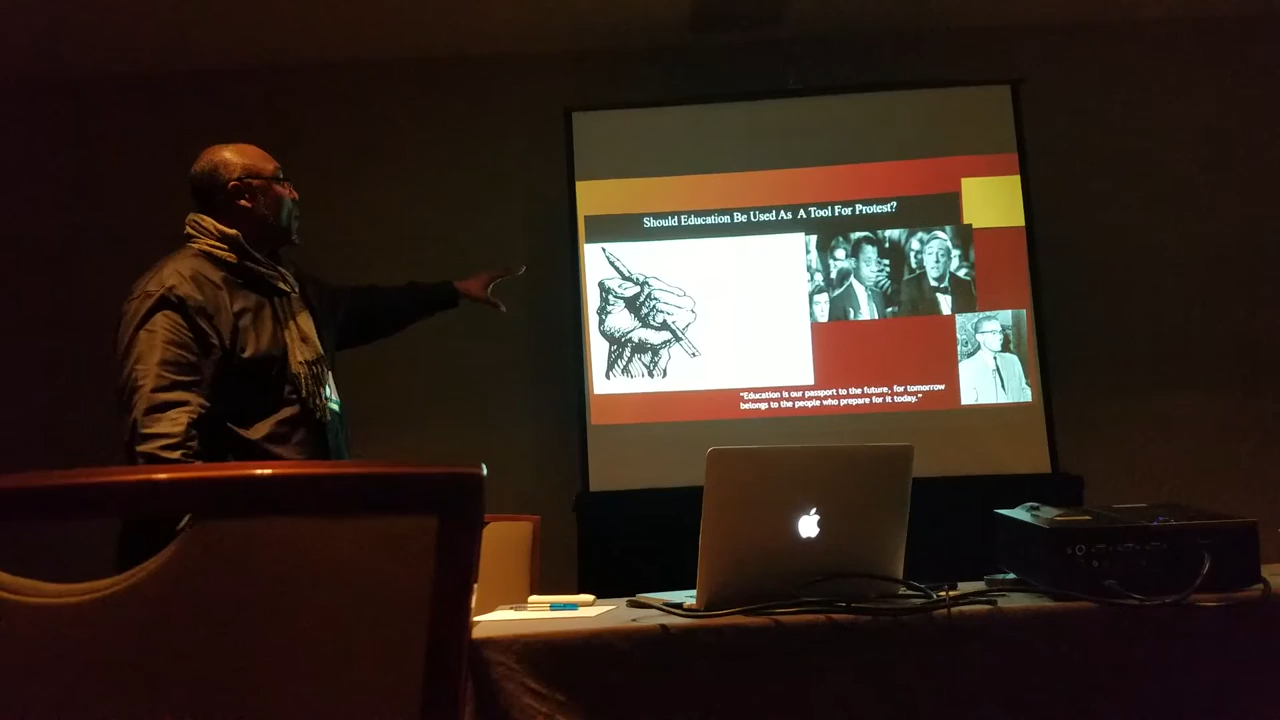 Should Education Be Used As A Tool For Protest?
"Education is our passport to the future, for tomorrow
belongs to the people who prepare for it today."